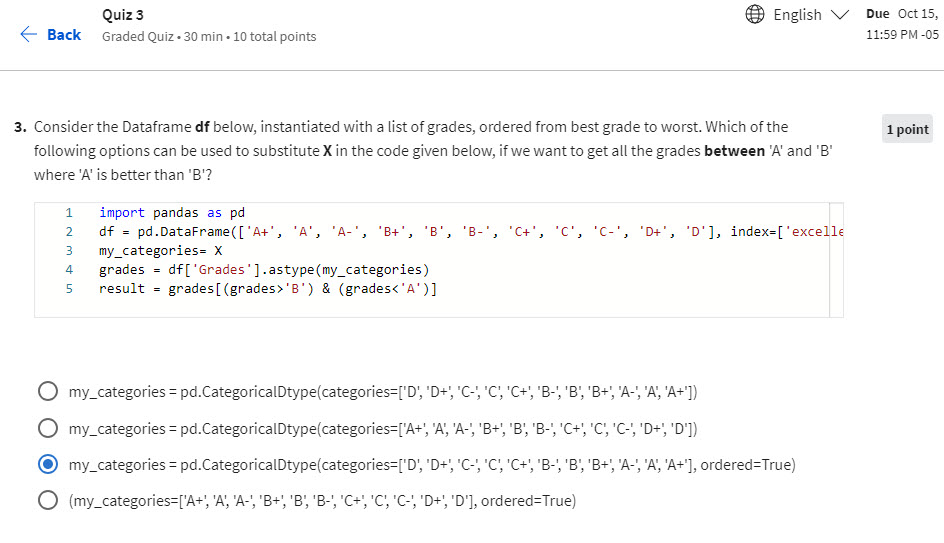 Quiz 3
English
Due Oct 15,
Back
Graded Quiz • 30 min • 10 total points
11:59 PM -05
3. Consider the Dataframe df below, instantiated with a list of grades, ordered from best grade to worst. Which of the
1 point
following options can be used to substitute X in the code given below, if we want to get all the grades between 'A' and 'B'
where 'A' is better than 'B'?
1 import pandas as pd
2 df = pd.DataFrame(['A+', 'A', 'A-', 'B+', 'B', 'B-', 'C+', 'C', 'C-', 'D+', 'D'], index=['excelle
3 my_categories= X
4 grades = df['Grades'].astype(my_categories)
5 result = grades[(grades>'B') & (grades<'A')]
my_categories = pd.CategoricalDtype(categories=['D', 'D+', 'C-', 'C', 'C+', 'B-', 'B', 'B+', 'A-', 'A', 'A+'])
my_categories = pd.CategoricalDtype(categories=['A+', 'A', 'A-', 'B+', 'B', 'B-', 'C+', 'C', 'C-', 'D+', 'D'])
my_categories = pd.CategoricalDtype(categories=['D', 'D+', 'C-', 'C', 'C+', 'B-', 'B', 'B+', 'A-', 'A', 'A+'], ordered=True)
(my_categories=['A+', 'A', 'A-', 'B+', 'B', 'B-', 'C+', 'C', 'C-', 'D+', 'D'], ordered=True)